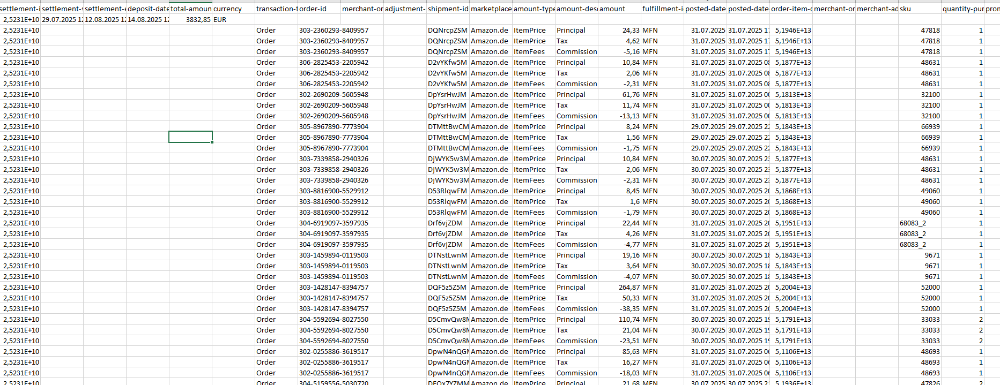 settlement-i settlement-s settlement-e deposit-date total-amoun currency transaction-t order-id merchant-or adjustment- shipment-id marketplace amount-type amount-desc amount fulfillment-i posted-date posted-date order-item-c merchant-or merchant-ad sku quantity-pur pron
2,5231E+10 29.07.2025 12 12.08.2025 12 14.08.2025 12 3832,85 EUR
2,5231E+10 Order 303-2360293-8409957 DQNrcpZSM Amazon.de ItemPrice Principal 24,33 MFN 31.07.2025 31.07.2025 17 5,1946E+13 47818 1
2,5231E+10 Order 303-2360293-8409957 DQNrcpZSM Amazon.de ItemPrice Tax 4,62 MFN 31.07.2025 31.07.2025 17 5,1946E+13 47818 1
2,5231E+10 Order 303-2360293-8409957 DQNrcpZSM Amazon.de ItemFees Commission -5,16 MFN 31.07.2025 31.07.2025 17 5,1946E+13 47818 1
2,5231E+10 Order 306-2825453-2205942 D2vYKfw5M Amazon.de ItemPrice Principal 10,84 MFN 31.07.2025 31.07.2025 08 5,1877E+13 48631 1
2,5231E+10 Order 306-2825453-2205942 D2vYKfw5M Amazon.de ItemPrice Tax 2,06 MFN 31.07.2025 31.07.2025 08 5,1877E+13 48631 1
2,5231E+10 Order 306-2825453-2205942 D2vYKfw5M Amazon.de ItemFees Commission -2,31 MFN 31.07.2025 31.07.2025 08 5,1877E+13 48631 1
2,5231E+10 Order 302-2690209-5605948 DpYsrHwJM Amazon.de ItemPrice Principal 61,76 MFN 31.07.2025 31.07.2025 00 5,1813E+13 32100 1
2,5231E+10 Order 302-2690209-5605948 DpYsrHwJM Amazon.de ItemPrice Tax 11,74 MFN 31.07.2025 31.07.2025 00 5,1813E+13 32100 1
2,5231E+10 Order 302-2690209-5605948 DpYsrHwJM Amazon.de ItemFees Commission -13,13 MFN 31.07.2025 31.07.2025 00 5,1813E+13 32100 1
2,5231E+10 Order 305-8967890-7773904 DTMttBwCM Amazon.de ItemPrice Principal 8,24 MFN 29.07.2025 29.07.2025 22 5,1843E+13 66939 1
2,5231E+10 Order 305-8967890-7773904 DTMttBwCM Amazon.de ItemPrice Tax 1,56 MFN 29.07.2025 29.07.2025 22 5,1843E+13 66939 1
2,5231E+10 Order 305-8967890-7773904 DTMttBwCM Amazon.de ItemFees Commission -1,75 MFN 29.07.2025 29.07.2025 22 5,1843E+13 66939 1
2,5231E+10 Order 303-7339858-2940326 DjWYK5w3M Amazon.de ItemPrice Principal 10,84 MFN 30.07.2025 30.07.2025 23 5,1877E+13 48631 1
2,5231E+10 Order 303-7339858-2940326 DjWYK5w3M Amazon.de ItemPrice Tax 2,06 MFN 30.07.2025 30.07.2025 23 5,1877E+13 48631 1
2,5231E+10 Order 303-7339858-2940326 DjWYK5w3M Amazon.de ItemFees Commission -2,31 MFN 30.07.2025 30.07.2025 23 5,1877E+13 48631 1
2,5231E+10 Order 303-8816900-5529912 D53RlqwFM Amazon.de ItemPrice Principal 8,45 MFN 30.07.2025 30.07.2025 20 5,1868E+13 49060 1
2,5231E+10 Order 303-8816900-5529912 D53RlqwFM Amazon.de ItemPrice Tax 1,6 MFN 30.07.2025 30.07.2025 20 5,1868E+13 49060 1
2,5231E+10 Order 303-8816900-5529912 D53RlqwFM Amazon.de ItemFees Commission -1,79 MFN 30.07.2025 30.07.2025 20 5,1868E+13 49060 1
2,5231E+10 Order 304-6919097-3597935 Drf6vjZDM Amazon.de ItemPrice Principal 22,44 MFN 31.07.2025 31.07.2025 20 5,1951E+13 68083_2 1
2,5231E+10 Order 304-6919097-3597935 Drf6vjZDM Amazon.de ItemPrice Tax 4,26 MFN 31.07.2025 31.07.2025 20 5,1951E+13 68083_2 1
2,5231E+10 Order 304-6919097-3597935 Drf6vjZDM Amazon.de ItemFees Commission -4,77 MFN 31.07.2025 31.07.2025 20 5,1951E+13 68083_2 1
2,5231E+10 Order 303-1459894-0119503 DTNstLwnM Amazon.de ItemPrice Principal 19,16 MFN 30.07.2025 30.07.2025 18 5,1843E+13 9671 1
2,5231E+10 Order 303-1459894-0119503 DTNstLwnM Amazon.de ItemPrice Tax 3,64 MFN 30.07.2025 30.07.2025 18 5,1843E+13 9671 1
2,5231E+10 Order 303-1459894-0119503 DTNstLwnM Amazon.de ItemFees Commission -4,07 MFN 30.07.2025 30.07.2025 18 5,1843E+13 9671 1
2,5231E+10 Order 303-1428147-8394757 DQF5z5Z5M Amazon.de ItemPrice Principal 264,87 MFN 31.07.2025 31.07.2025 20 5,2004E+13 52000 1
2,5231E+10 Order 303-1428147-8394757 DQF5z5Z5M Amazon.de ItemPrice Tax 50,33 MFN 31.07.2025 31.07.2025 20 5,2004E+13 52000 1
2,5231E+10 Order 303-1428147-8394757 DQF5z5Z5M Amazon.de ItemFees Commission -38,35 MFN 31.07.2025 31.07.2025 20 5,2004E+13 52000 1
2,5231E+10 Order 304-5592694-8027550 D5CmvQw8M Amazon.de ItemPrice Principal 110,74 MFN 30.07.2025 30.07.2025 19 5,1791E+13 33033 2
2,5231E+10 Order 304-5592694-8027550 D5CmvQw8M Amazon.de ItemPrice Tax 21,04 MFN 30.07.2025 30.07.2025 19 5,1791E+13 33033 2
2,5231E+10 Order 304-5592694-8027550 D5CmvQw8M Amazon.de ItemFees Commission -23,51 MFN 30.07.2025 30.07.2025 19 5,1791E+13 33033 2
2,5231E+10 Order 302-0255886-3619517 DpwN4nQGM Amazon.de ItemPrice Principal 85,63 MFN 31.07.2025 31.07.2025 06 5,1106E+13 48693 1
2,5231E+10 Order 302-0255886-3619517 DpwN4nQGM Amazon.de ItemPrice Tax 16,27 MFN 31.07.2025 31.07.2025 06 5,1106E+13 48693 1
2,5231E+10 Order 302-0255886-3619517 DpwN4nQGM Amazon.de ItemFees Commission -18,03 MFN 31.07.2025 31.07.2025 06 5,1106E+13 48693 1
2,5231E+10 Order 304-5159556-5030720 Amazon.de ItemPrice Principal 21,68 MFN 30.07.2025 30.07.2025 21 5,1936E+13 47826 2